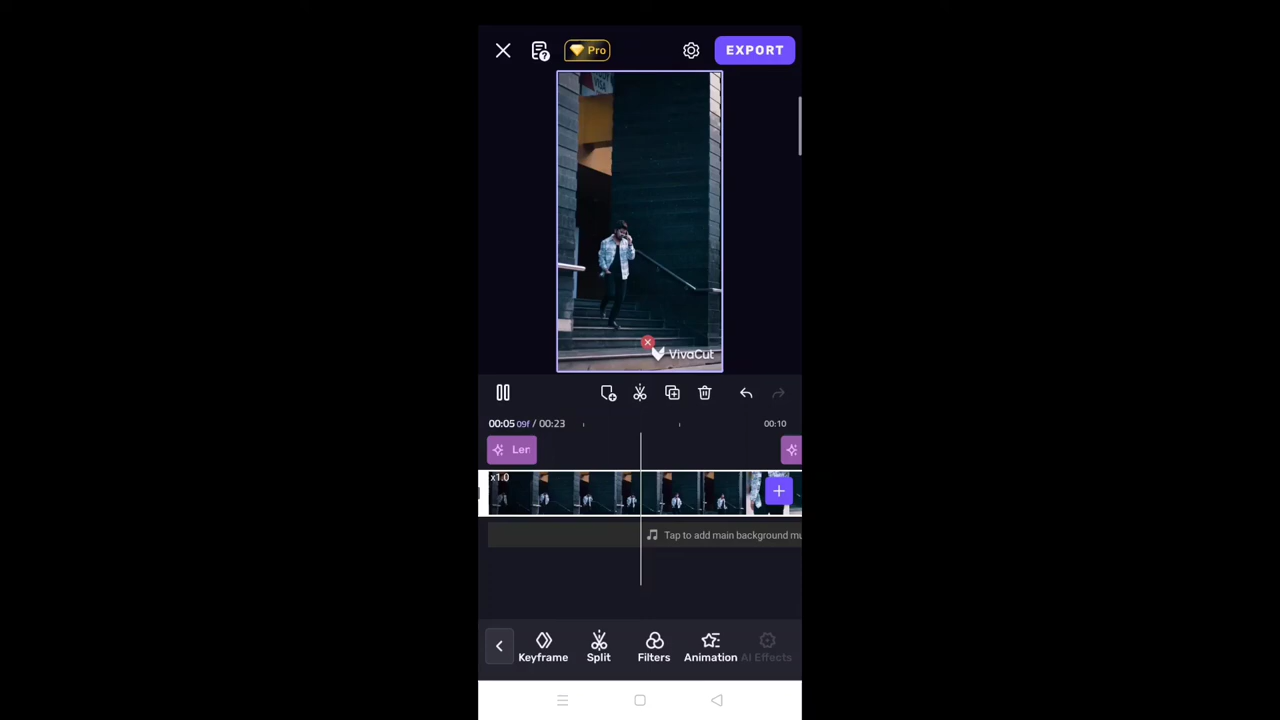 Pro
EXPORT
VivaCut
00:05 09f / 00:23
00:10
Ler
x1.0
Tap to add main background mu
Keyframe
Split
Filters
Animation
AI Effects